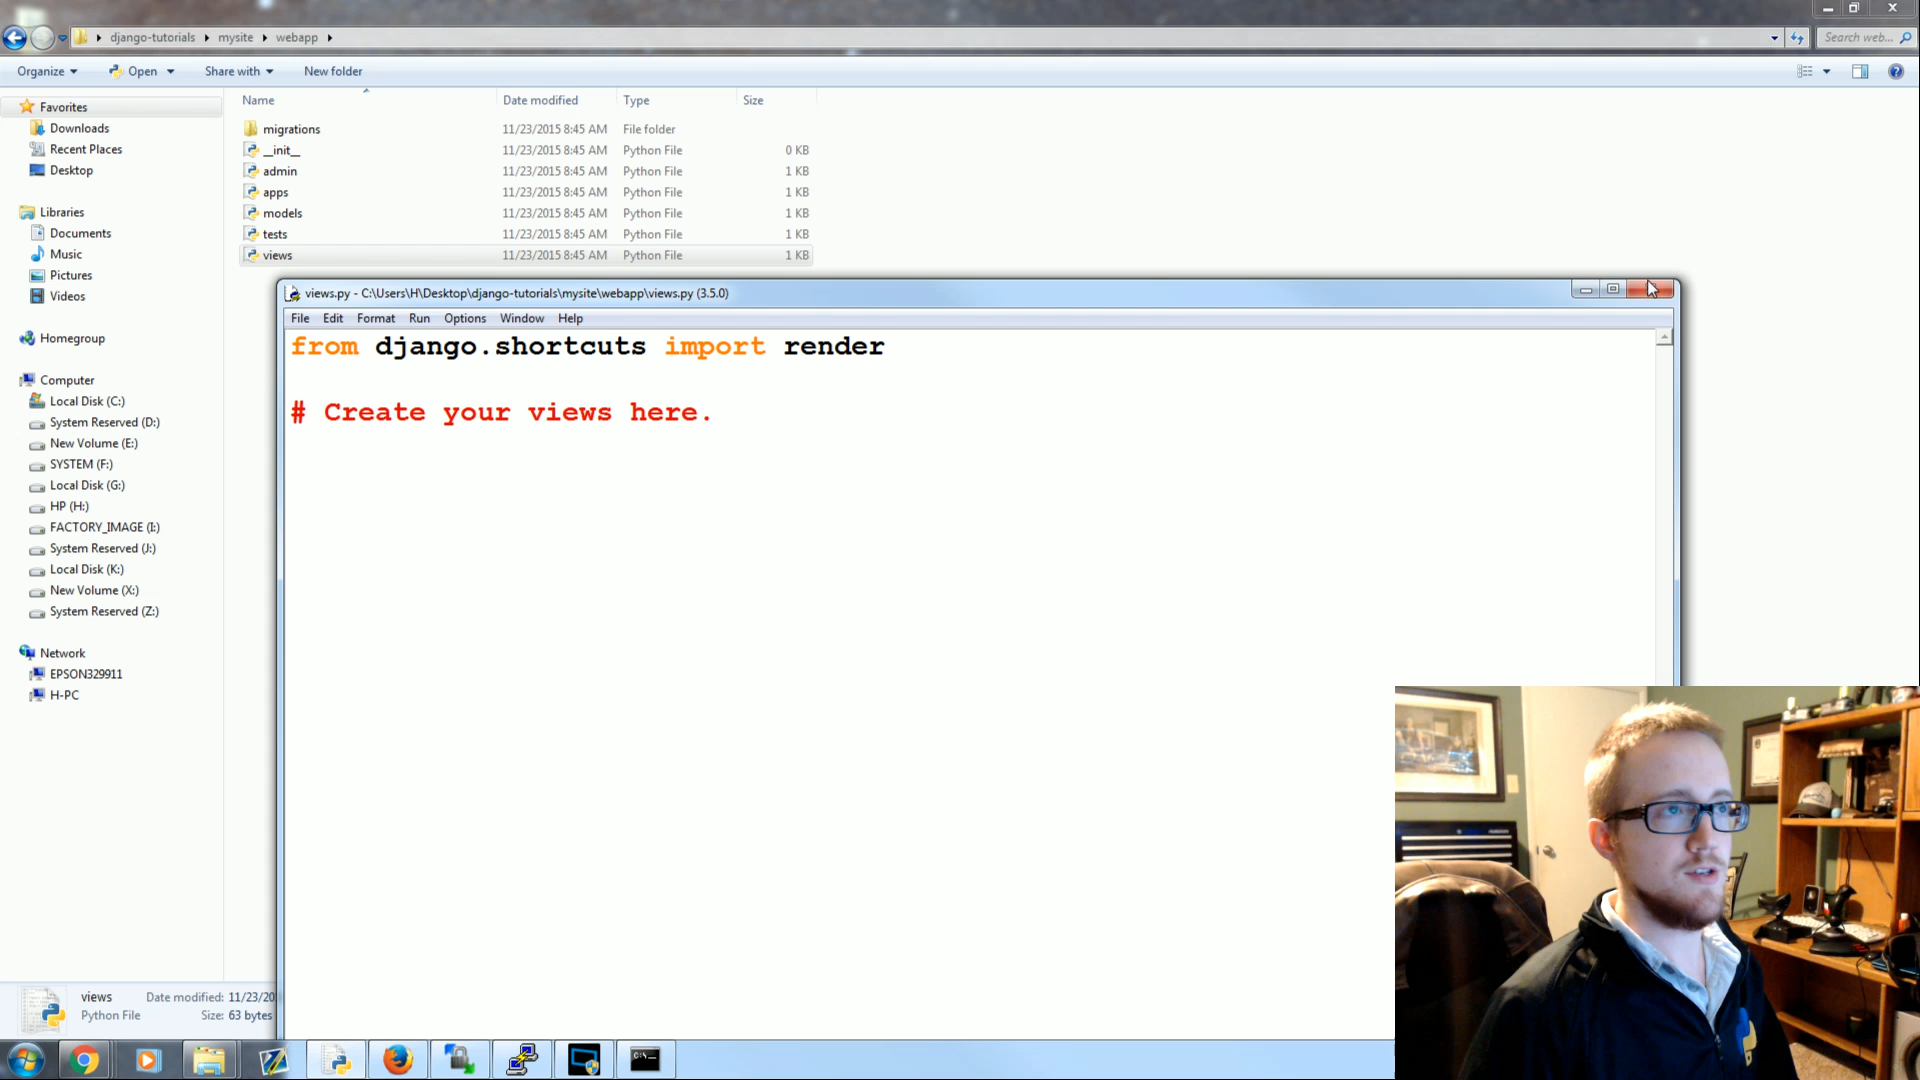 django-tutorials mysite webapp
Search web...
Organize Open Share with New folder
Name Date modified Type Size
Favorites
Downloads
Recent Places
Desktop
Libraries
Documents
Music
Pictures
Videos
Homegroup
Computer
Local Disk (C:)
System Reserved (D:)
New Volume (E:)
SYSTEM (F:)
Local Disk (G:)
HP (H:)
FACTORY_IMAGE (I:)
System Reserved (J:)
Local Disk (K:)
New Volume (X:)
System Reserved (Z:)
Network
EPSON329911
H-PC
migrations 11/23/2015 8:45 AM File folder
__init__ 11/23/2015 8:45 AM Python File 0 KB
admin 11/23/2015 8:45 AM Python File 1 KB
apps 11/23/2015 8:45 AM Python File 1 KB
models 11/23/2015 8:45 AM Python File 1 KB
tests 11/23/2015 8:45 AM Python File 1 KB
views 11/23/2015 8:45 AM Python File 1 KB
views.py - C:\Users\H\Desktop\django-tutorials\mysite\webapp\views.py (3.5.0)
File Edit Format Run Options Window Help
from django.shortcuts import render
# Create your views here.
views Date modified: 11/23/20
Python File Size: 63 bytes
C:\.